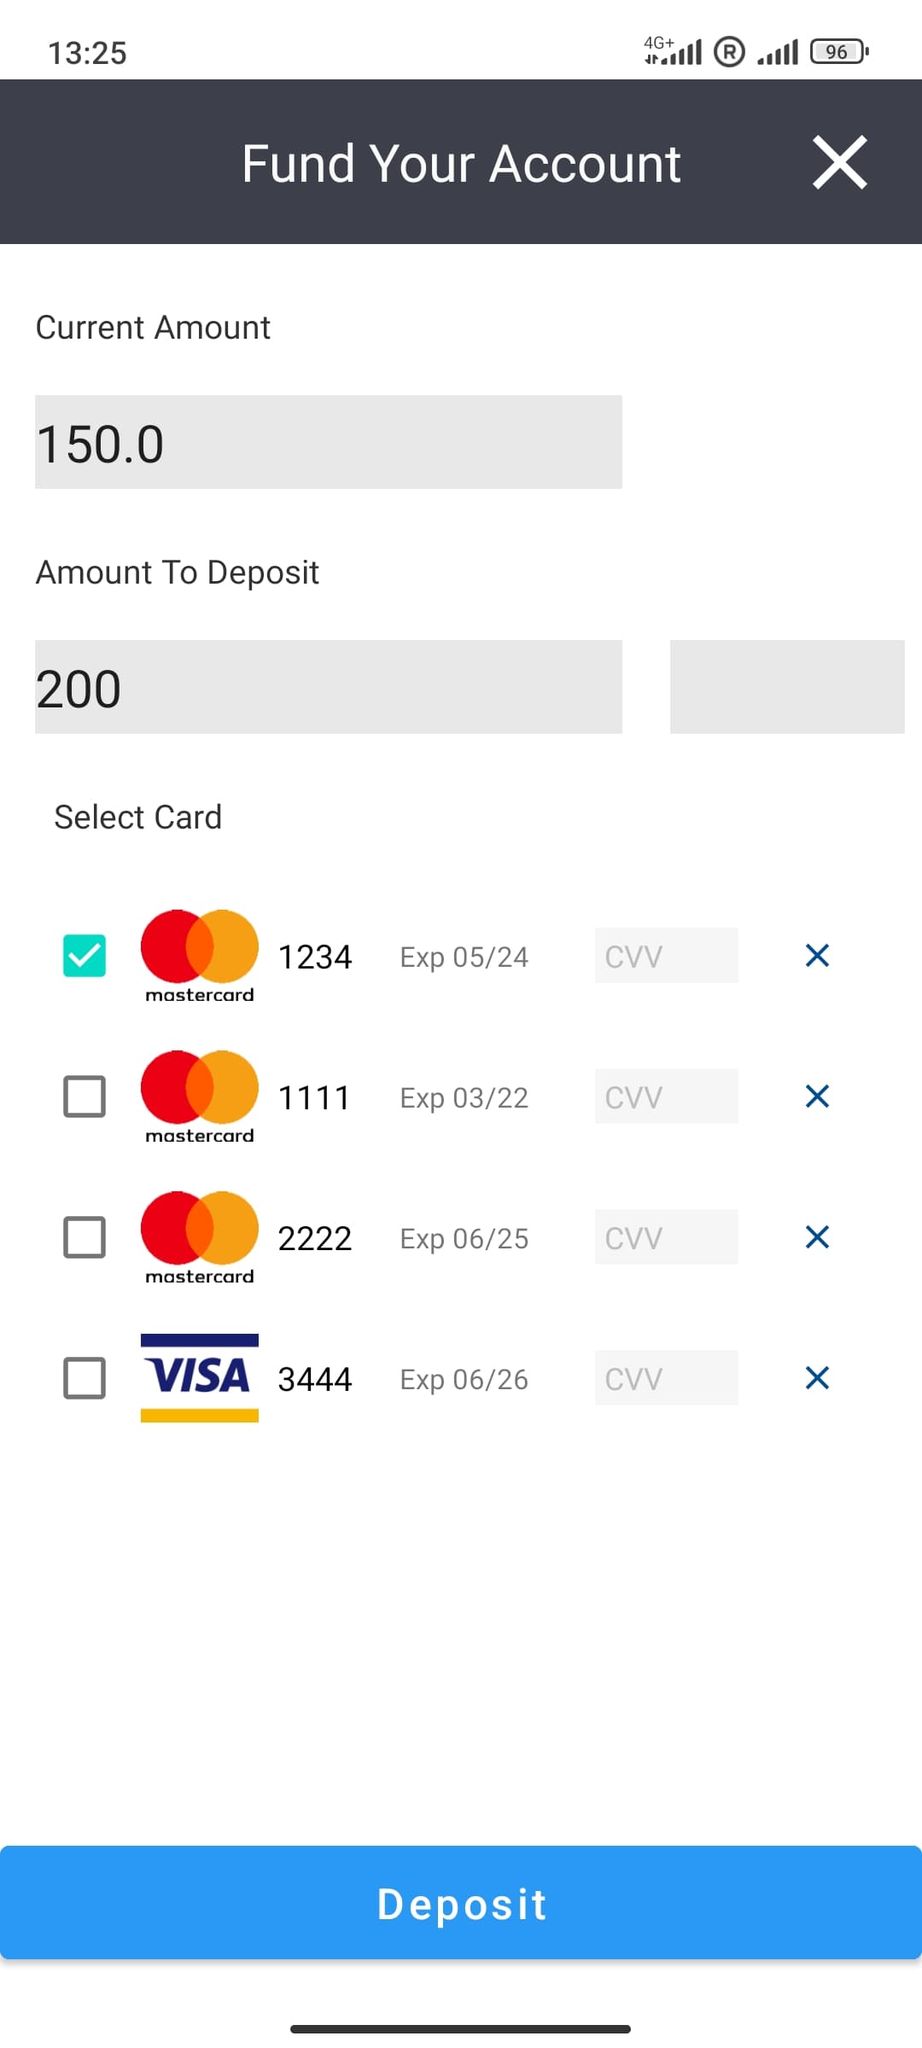 13:25 4G+ R 96
Fund Your Account
Current Amount
150.0
Amount To Deposit
200
Select Card
mastercard 1234 Exp 05/24 CVV
mastercard 1111 Exp 03/22 CVV
mastercard 2222 Exp 06/25 CVV
VISA 3444 Exp 06/26 CVV
Deposit